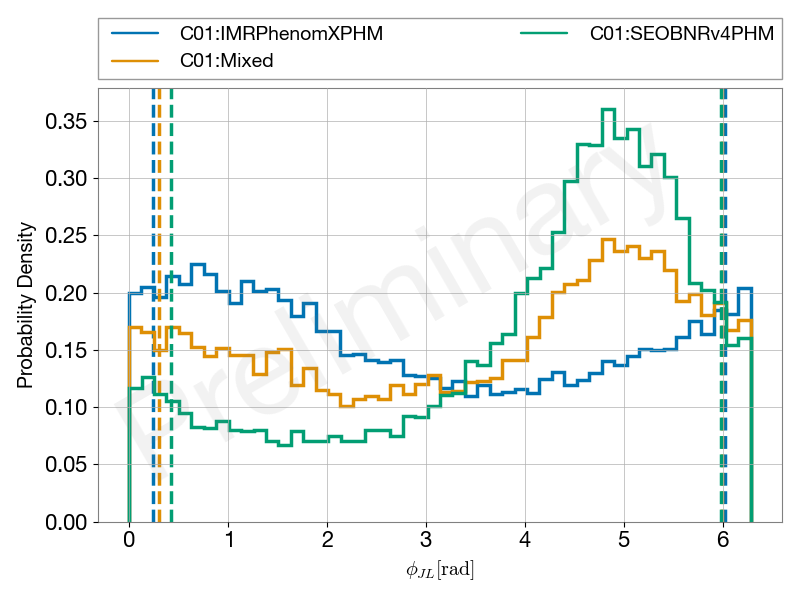 C01:IMRPhenomXPHM
C01:Mixed
C01:SEOBNRv4PHM
Preliminary
Probability Density
0.35
0.30
0.25
0.20
0.15
0.10
0.05
0.00
0 1 2 3 4 5 6
ϕ_JL[rad]